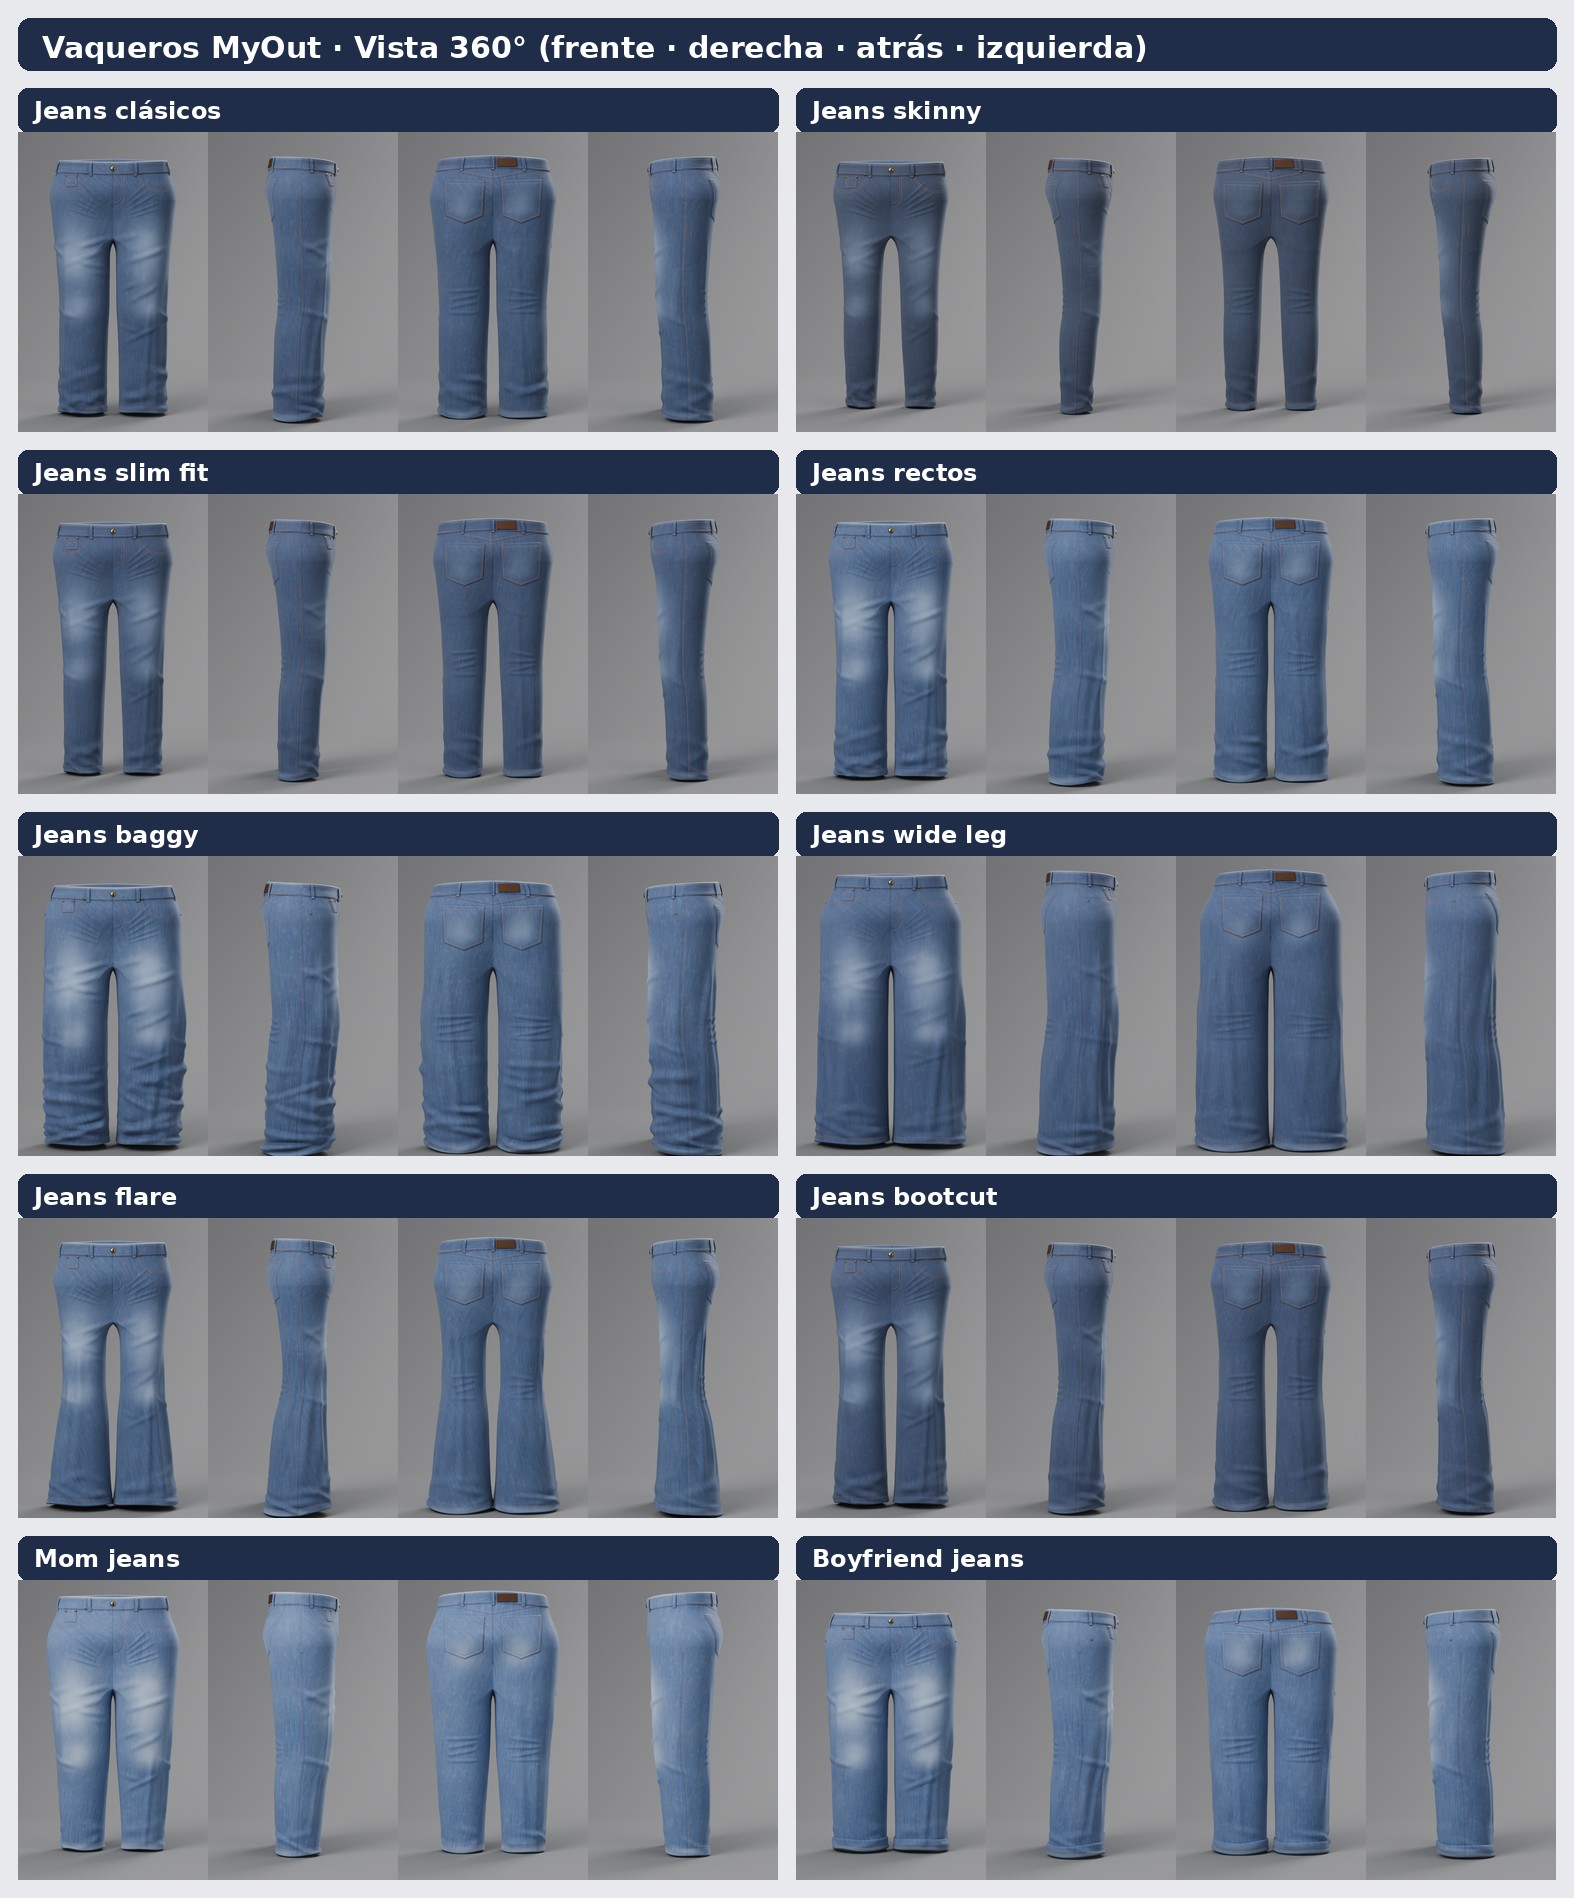 Vaqueros MyOut · Vista 360° (frente · derecha · atrás · izquierda)
Jeans clásicos
Jeans skinny
Jeans slim fit
Jeans rectos
Jeans baggy
Jeans wide leg
Jeans flare
Jeans bootcut
Mom jeans
Boyfriend jeans